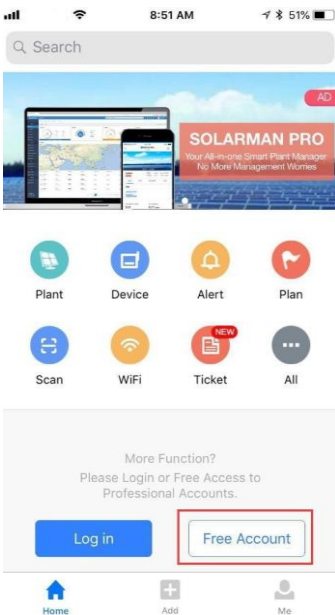 8:51 AM 51%
Search
AD
SOLARMAN PRO
Your All-in-one Smart Plant Manager
No More Management Worries
Plant Device Alert Plan
NEW
Scan WiFi Ticket All
More Function?
Please Login or Free Access to
Professional Accounts.
Log in Free Account
Home Add Me